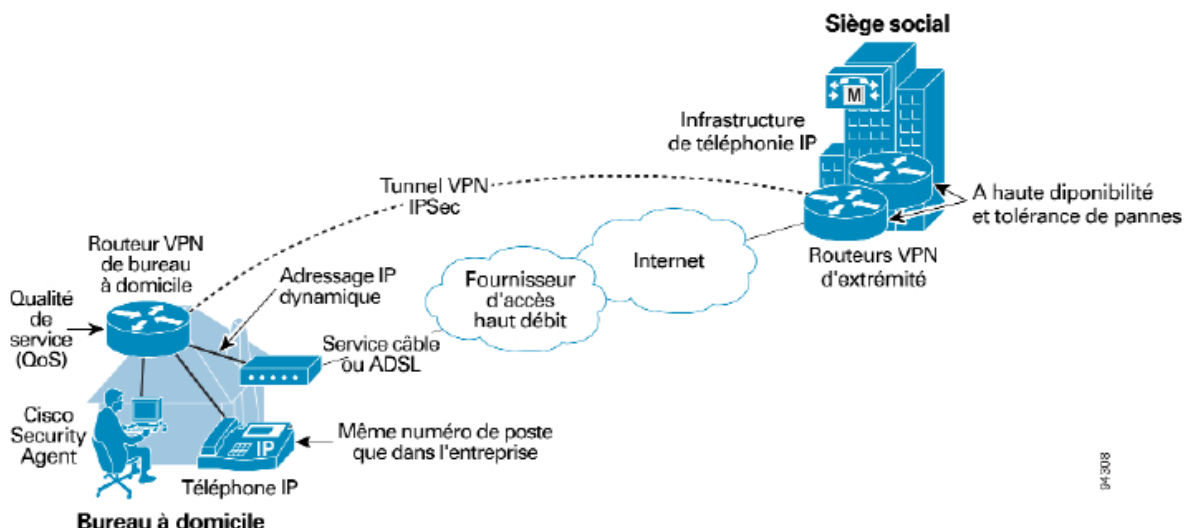 Siège social
M
Infrastructure
de téléphonie IP
A haute diponibilité
et tolérance de pannes
Tunnel VPN
IPSec
Routeurs VPN
d'extrémité
Internet
Fournisseur
d'accès
haut débit
Routeur VPN
de bureau
à domicile
Adressage IP
dynamique
Qualité
de
service
(QoS)
Service câble
ou ADSL
Cisco
Security
Agent
IP
Même numéro de poste
que dans l'entreprise
Téléphone IP
Bureau à domicile
94308